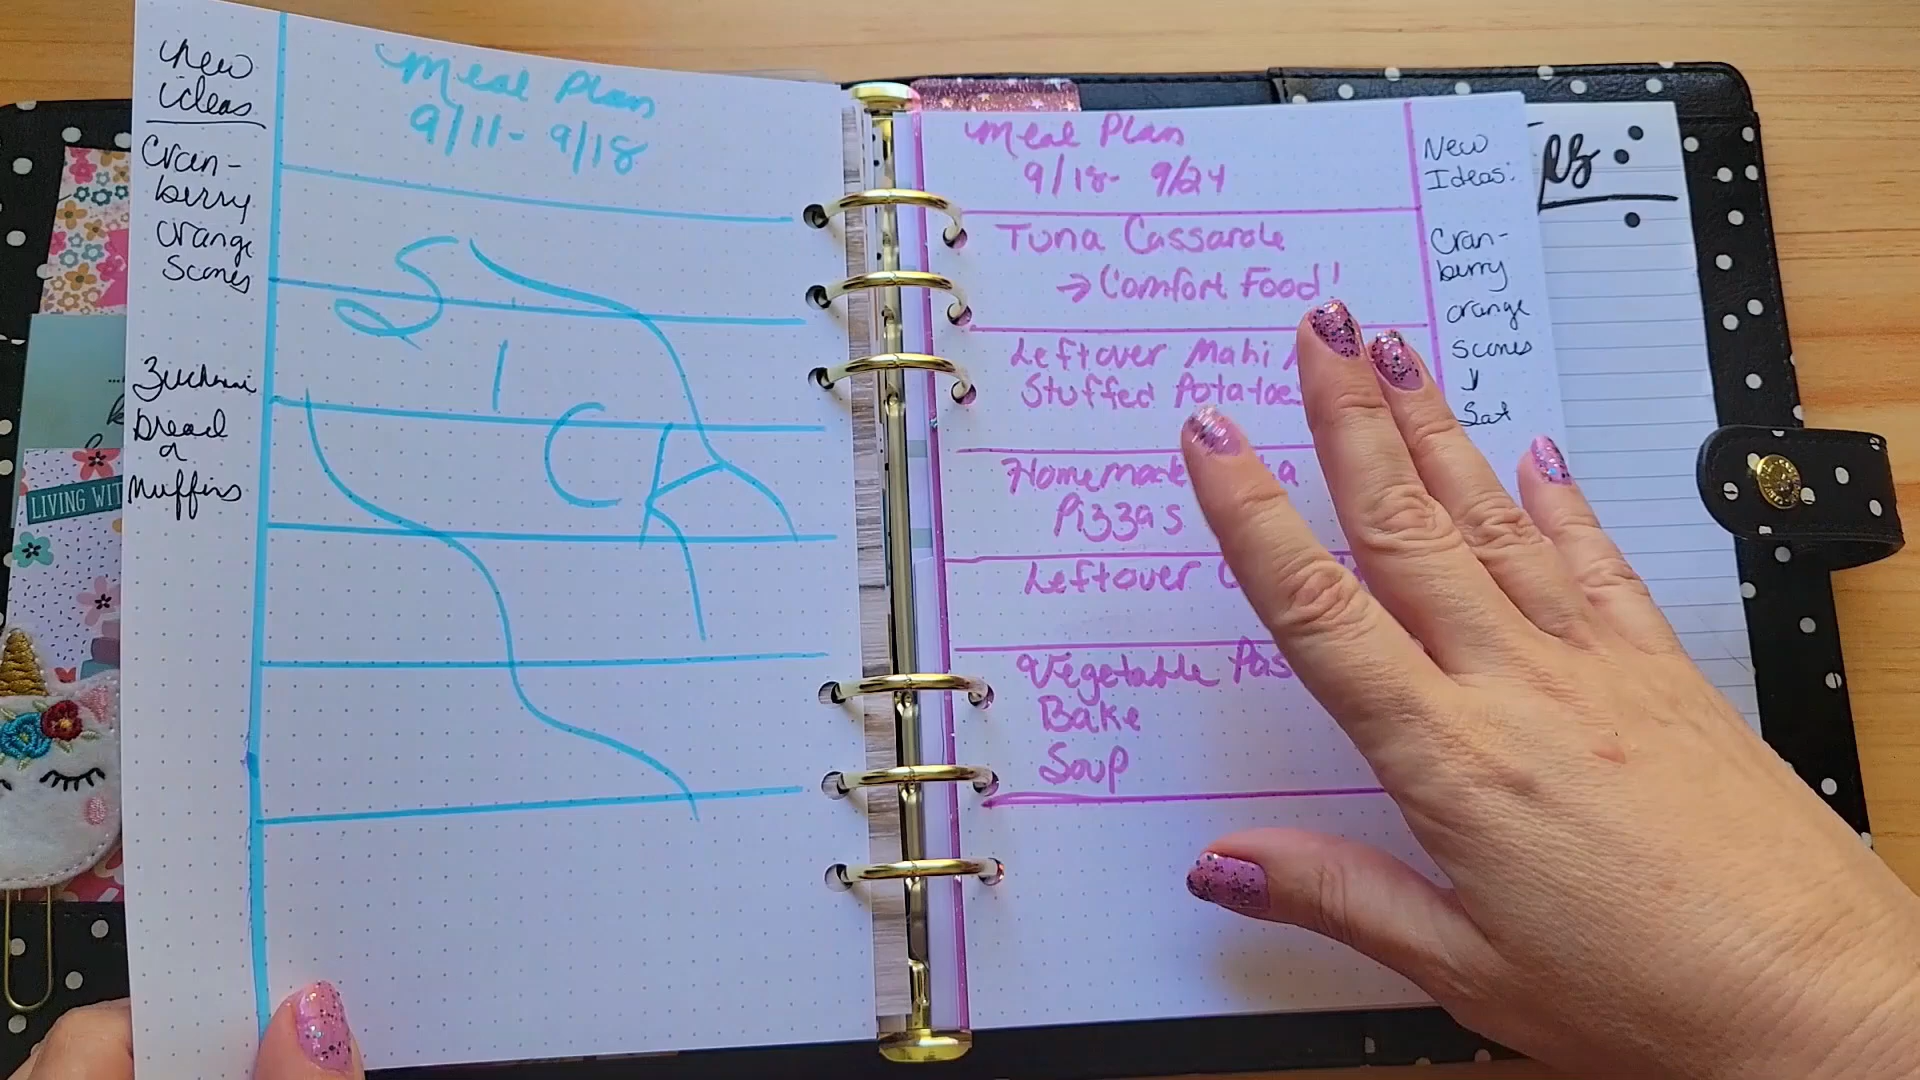 New
ideas
Cran-
berry
orange
Scones
Bread
&
Muffins
Meal Plan
9/11- 9/18
SICK
LIVING WIT
Meal Plan
9/18- 9/24
Tuna Cassarole
→ Comfort Food!
Leftover Mahi
Stuffed Potatoes
Homemade
Pizzas
Leftover
Vegetable Pas
Bake
Soup
New
Ideas:
Cran-
berry
orange
scones
↓
Sat